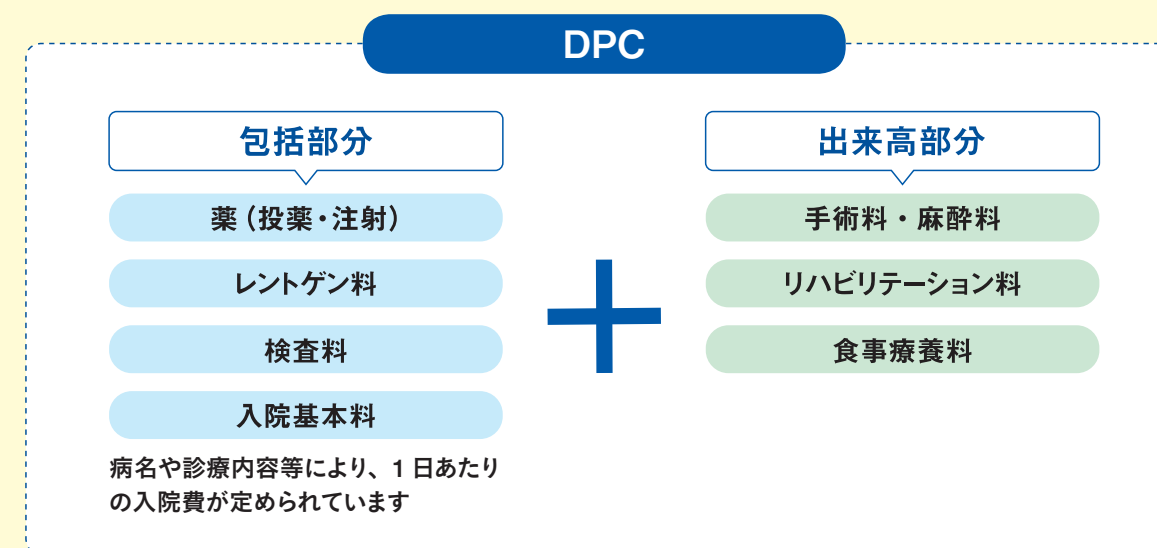 DPC
包括部分
薬（投薬・注射）
レントゲン料
検査料
入院基本料
病名や診療内容等により、1日あたり
の入院費が定められています
出来高部分
手術料・麻酔料
リハビリテーション料
食事療養料